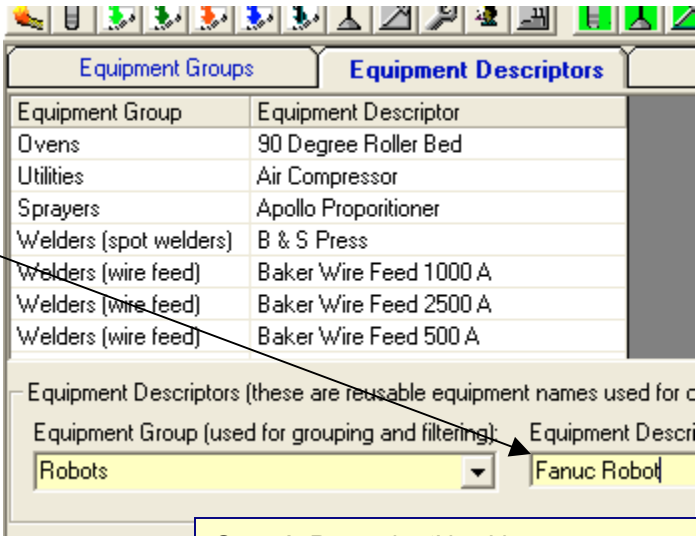 Equipment Groups Equipment Descriptors
Equipment Group Equipment Descriptor
Ovens 90 Degree Roller Bed
Utilities Air Compressor
Sprayers Apollo Proporitioner
Welders (spot welders) B & S Press
Welders (wire feed) Baker Wire Feed 1000 A
Welders (wire feed) Baker Wire Feed 2500 A
Welders (wire feed) Baker Wire Feed 500 A
Equipment Descriptors (these are reusable equipment names used for
Equipment Group (used for grouping and filtering): Equipment Descri
Robots Fanuc Robot